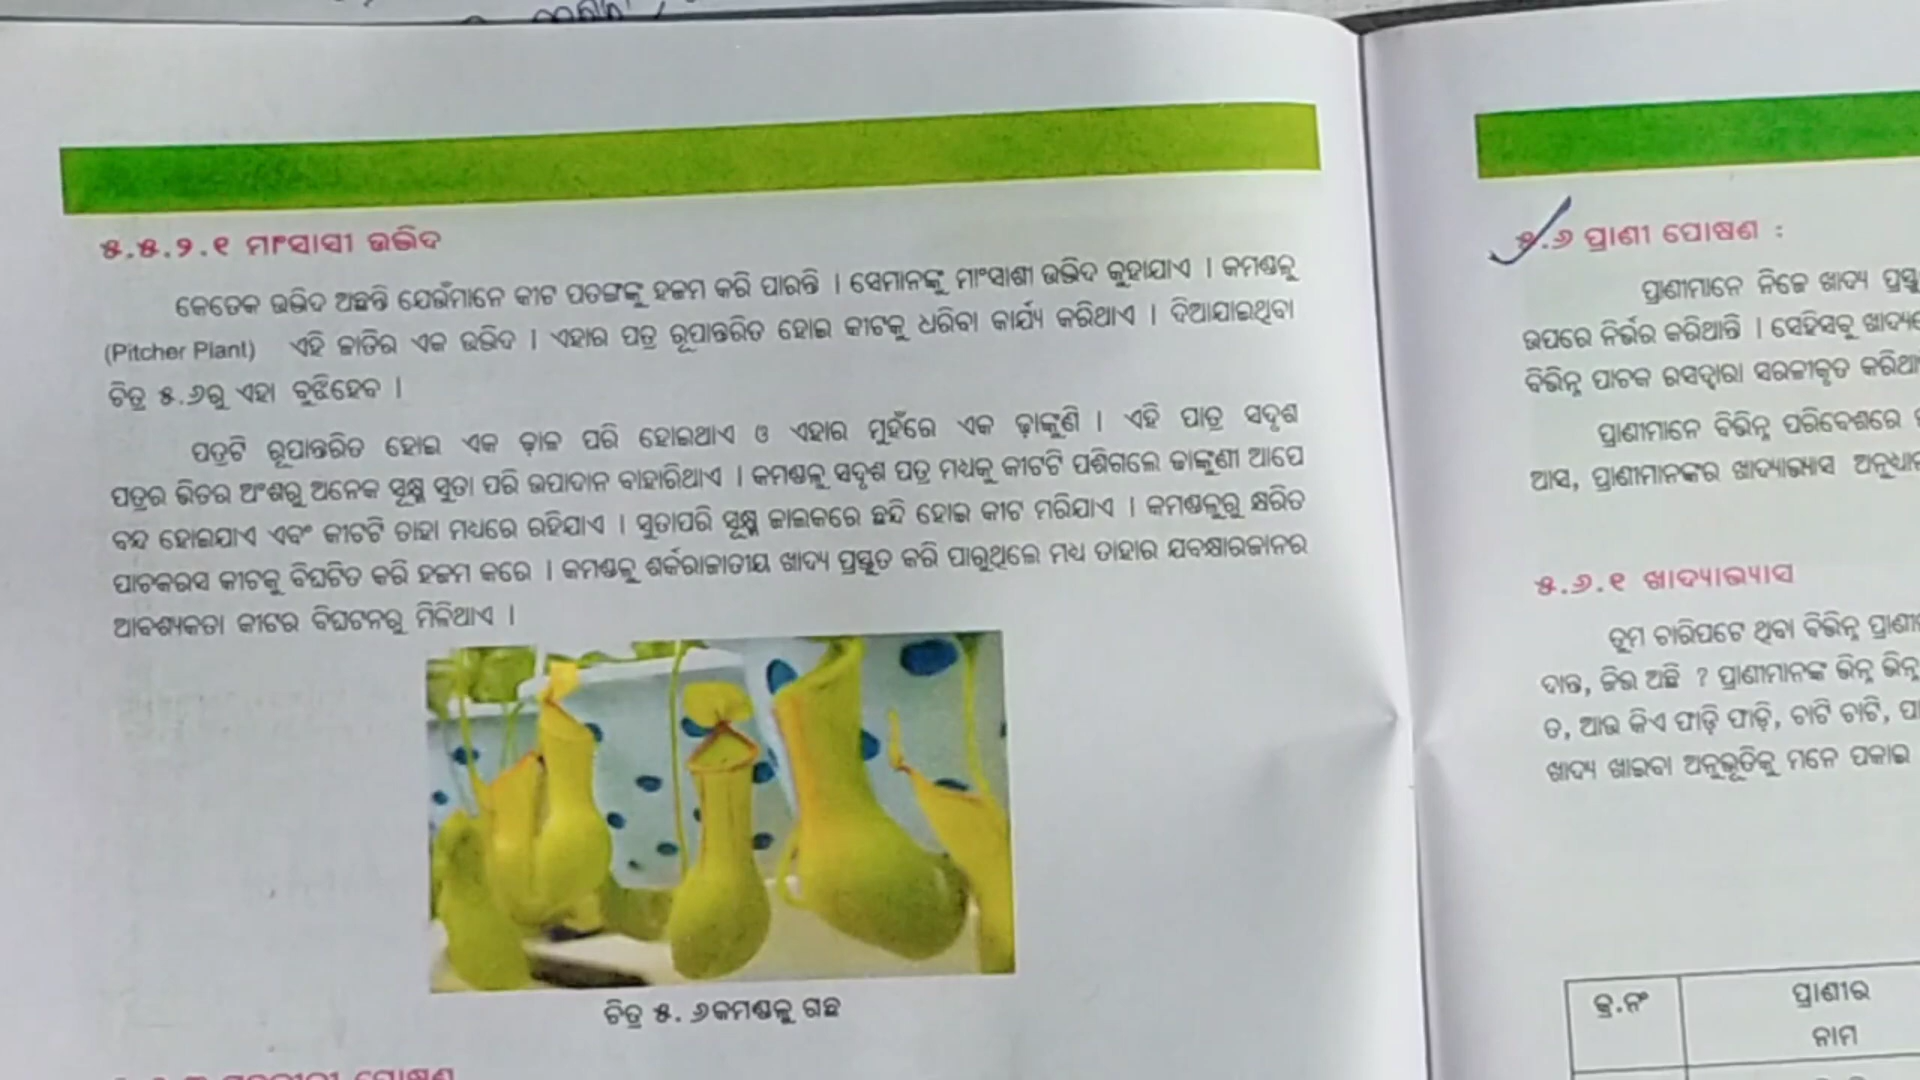 ୫.୫.୨.୧ ମାଂସାସୀ ଉଦ୍ଭିଦ
କେତେକ ଉଦ୍ଭିଦ ଅଛନ୍ତି ଯେଉଁମାନେ କୀଟ ପତଙ୍ଗଙ୍କୁ ହଜମ କରି ପାରନ୍ତି । ସେମାନଙ୍କୁ ମାଂସାଶୀ ଉଦ୍ଭିଦ କୁହାଯାଏ । କମଣ୍ଡଳୁ
(Pitcher Plant) ଏହି ଜାତିର ଏକ ଉଦ୍ଭିଦ । ଏହାର ପତ୍ର ରୂପାନ୍ତରିତ ହୋଇ କୀଟକୁ ଧରିବା କାର୍ଯ୍ୟ କରିଥାଏ । ଦିଆଯାଇଥିବା
ଚିତ୍ର ୫.୬ରୁ ଏହା ବୁଝିହେବ ।
ପତ୍ରଟି ରୂପାନ୍ତରିତ ହୋଇ ଏକ ଢ଼ାଳ ପରି ହୋଇଥାଏ ଓ ଏହାର ମୁହଁରେ ଏକ ଢ଼ାଙ୍କୁଣି । ଏହି ପାତ୍ର ସଦୃଶ
ପତ୍ରର ଭିତର ଅଂଶରୁ ଅନେକ ସୂକ୍ଷ୍ମ ସୁତା ପରି ଉପାଦାନ ବାହାରିଥାଏ । କମଣ୍ଡଳୁ ସଦୃଶ ପତ୍ର ମଧ୍ୟକୁ କୀଟଟି ପଶିଗଲେ ଢାଙ୍କୁଣୀ ଆପେ
ବନ୍ଦ ହୋଇଯାଏ ଏବଂ କୀଟଟି ତାହା ମଧ୍ୟରେ ରହିଯାଏ । ସୁତାପରି ସୂକ୍ଷ୍ମ ଜାଲକରେ ଛନ୍ଦି ହୋଇ କୀଟ ମରିଯାଏ । କମଣ୍ଡଳୁରୁ କ୍ଷରିତ
ପାଚକରସ କୀଟକୁ ବିଘଟିତ କରି ହଜମ କରେ । କମଣ୍ଡଳୁ ଶର୍କରାଜାତୀୟ ଖାଦ୍ୟ ପ୍ରସ୍ତୁତ କରି ପାରୁଥିଲେ ମଧ୍ୟ ତାହାର ଯବକ୍ଷାରଜାନର
ଆବଶ୍ୟକତା କୀଟର ବିଘଟନରୁ ମିଳିଥାଏ ।
ଚିତ୍ର ୫. ୬କମଣ୍ଡଳୁ ଗଛ
୫.୬ ପ୍ରାଣୀ ପୋଷଣ :
ପ୍ରାଣୀମାନେ ନିଜେ ଖାଦ୍ୟ
ଉପରେ ନିର୍ଭର କରିଥାନ୍ତି । ସେହିସବୁ
ବିଭିନ୍ନ ପାଚକ ରସଦ୍ୱାରା ସରଳୀକୃତ
ପ୍ରାଣୀମାନେ ବିଭିନ୍ନ ପରିବେଶରେ
ଆସ, ପ୍ରାଣୀମାନଙ୍କର ଖାଦ୍ୟାଭ୍ୟାସ
୫.୬.୧ ଖାଦ୍ୟାଭ୍ୟାସ
ତୁମ ଚାରିପଟେ ଥିବା ବିଭିନ୍ନ
ଦାନ୍ତ, ଜିଭ ଅଛି ? ପ୍ରାଣୀମାନଙ୍କ ଭିନ୍ନ ଭିନ୍ନ
ତ, ଆଉ କିଏ ଫାଡ଼ି ଫାଡ଼ି, ଚାଟି ଚାଟି,
ଖାଦ୍ୟ ଖାଇବା ଅନୁଭୂତିକୁ ମନେ ପକାଇ
କ୍ର.ନଂ
ପ୍ରାଣୀର
ନାମ